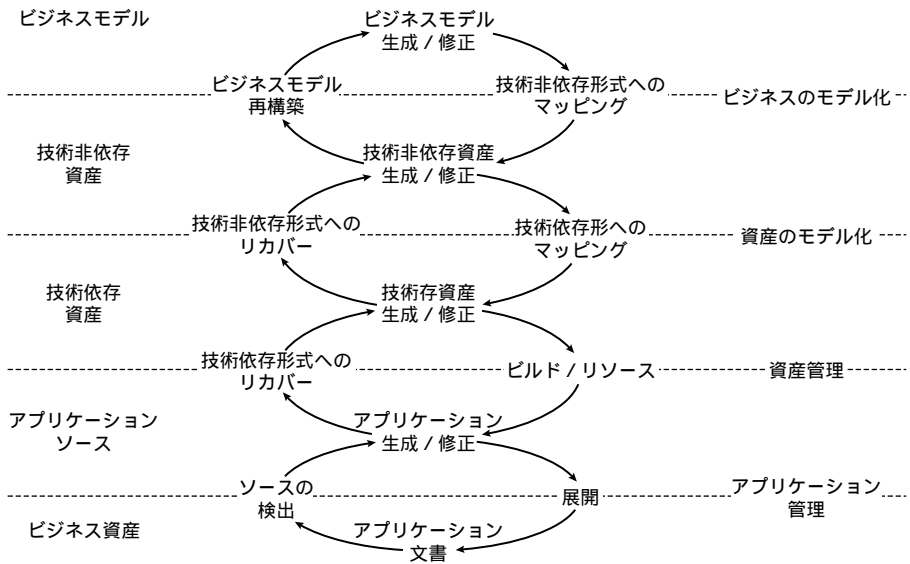 ビジネスモデル
ビジネスモデル
生成 / 修正
ビジネスモデル
再構築
技術非依存形式への
マッピング
ビジネスのモデル化
技術非依存
資産
技術非依存資産
生成 / 修正
技術非依存形式への
リカバー
技術依存形への
マッピング
資産のモデル化
技術依存
資産
技術存資産
生成 / 修正
技術依存形式への
リカバー
ビルド / リソース
資産管理
アプリケーション
ソース
アプリケーション
生成 / 修正
ソースの
検出
展開
アプリケーション
管理
ビジネス資産
アプリケーション
文書